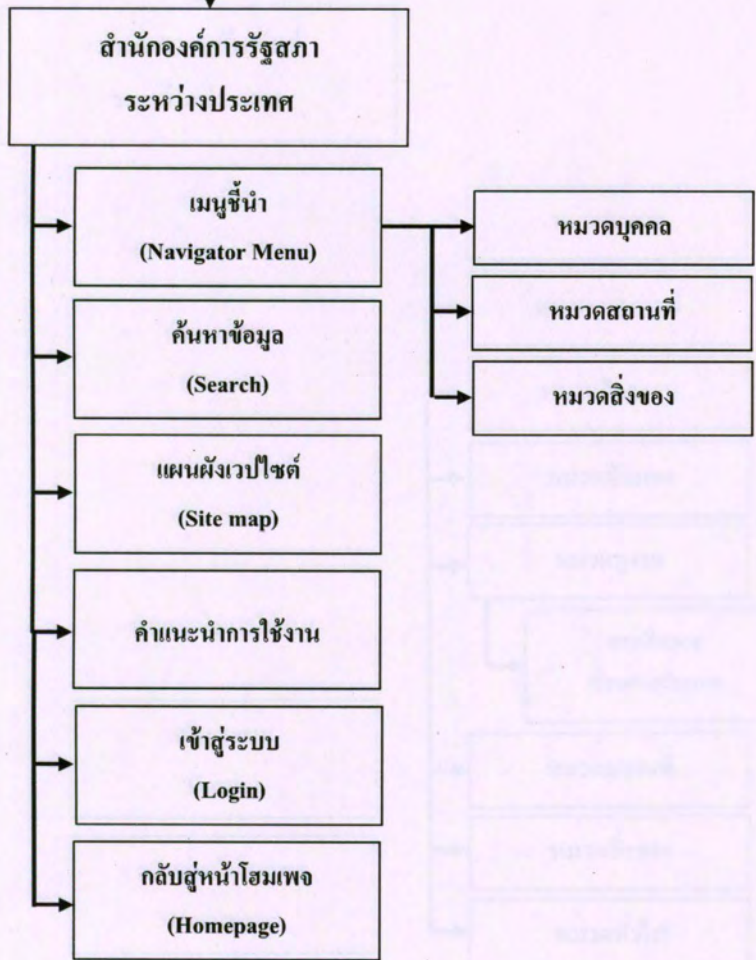 สำนักองค์การรัฐสภา
ระหว่างประเทศ
เมนูชี้นำ
(Navigator Menu)
หมวดบุคคล
หมวดสถานที่
หมวดสิ่งของ
ค้นหาข้อมูล
(Search)
แผนผังเวปไซต์
(Site map)
คำแนะนำการใช้งาน
เข้าสู่ระบบ
(Login)
กลับสู่หน้าโฮมเพจ
(Homepage)